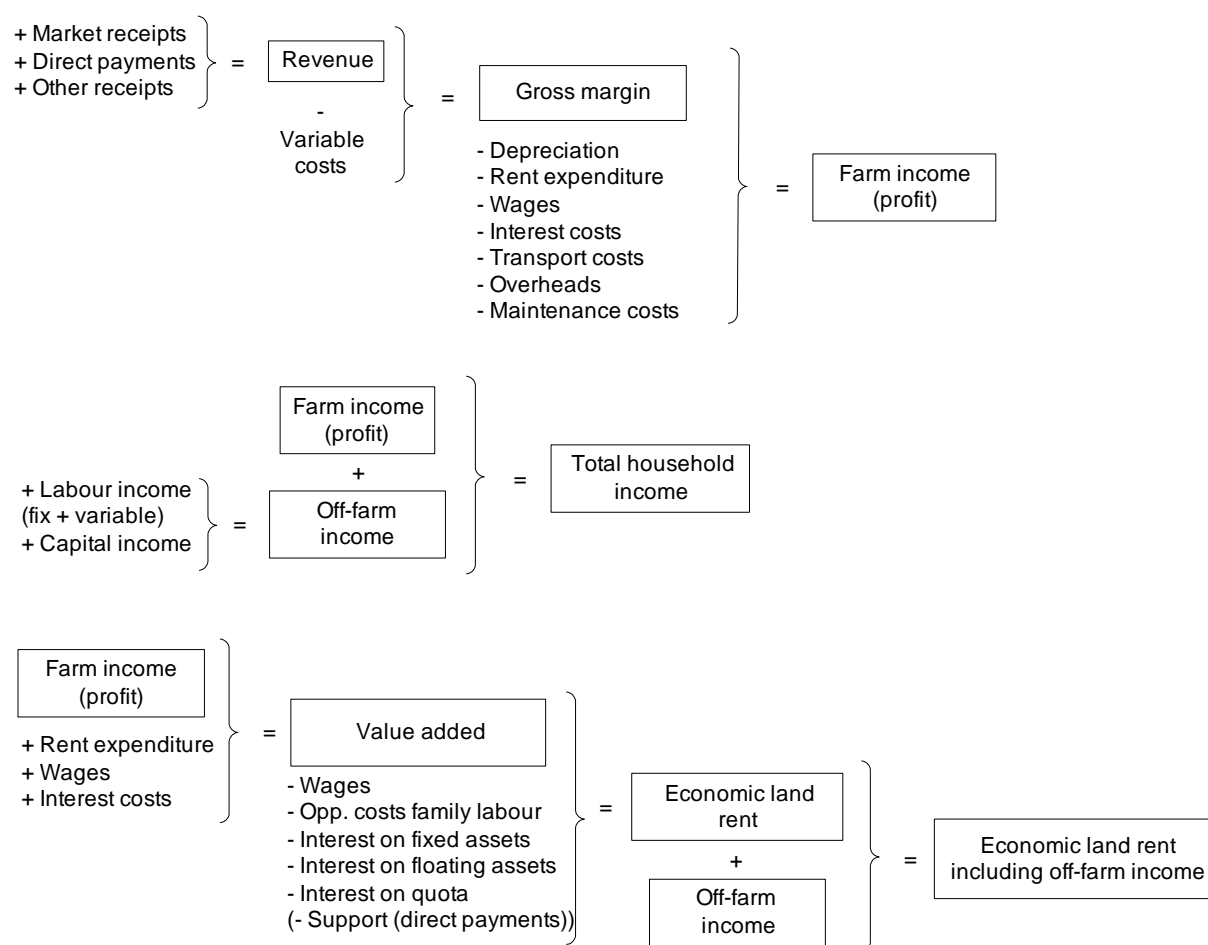 + Market receipts
+ Direct payments
+ Other receipts
=
Revenue
-
Variable
costs
=
Gross margin
- Depreciation
- Rent expenditure
- Wages
- Interest costs
- Transport costs
- Overheads
- Maintenance costs
=
Farm income
(profit)
+ Labour income
(fix + variable)
+ Capital income
=
Farm income
(profit)
+
Off-farm
income
=
Total household
income
Farm income
(profit)
+ Rent expenditure
+ Wages
+ Interest costs
=
Value added
- Wages
- Opp. costs family labour
- Interest on fixed assets
- Interest on floating assets
- Interest on quota
(- Support (direct payments))
=
Economic land
rent
+
Off-farm
income
=
Economic land rent
including off-farm income